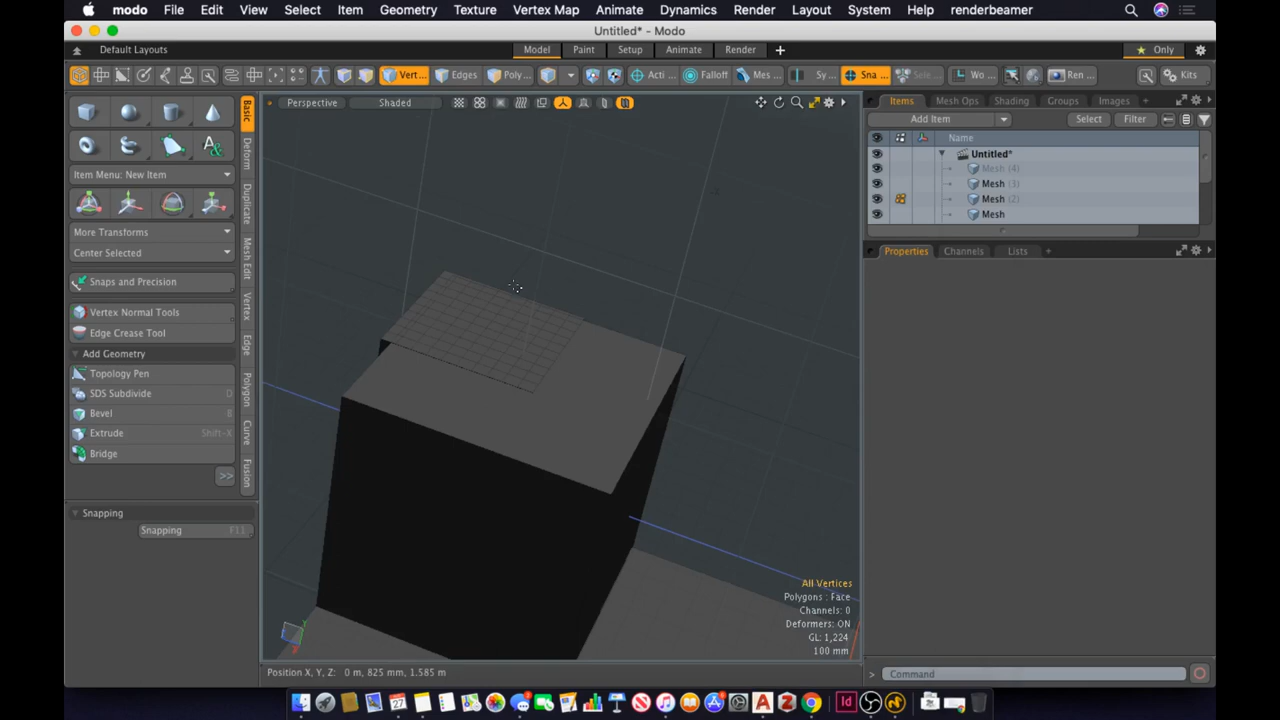 modo File Edit View Select Item Geometry Texture Vertex Map Animate Dynamics Render Layout System Help renderbeamer
Untitled* - Modo
Default Layouts Model Paint Setup Animate Render + Only
Vert... Edges Poly... Acti... Falloff Mes... Sy... Sna... Sele... Wo... Ren... Kits
Perspective Shaded
Items Mesh Ops Shading Groups Images +
Add Item Select Filter
Name
Untitled*
Mesh (4)
Mesh (3)
Mesh (2)
Mesh
Properties Channels Lists +
Basic
Deform
Duplicate
Mesh Edit
Vertex
Edge
Polygon
Curve
Fusion
Item Menu: New Item
More Transforms
Center Selected
Snaps and Precision
Vertex Normal Tools
Edge Crease Tool
Add Geometry
Topology Pen
SDS Subdivide D
Bevel B
Extrude Shift-X
Bridge
>>
Snapping
Snapping F11
All Vertices
Polygons : Face
Channels: 0
Deformers: ON
GL: 1,224
100 mm
Position X, Y, Z: 0 m, 825 mm, 1.585 m
> Command